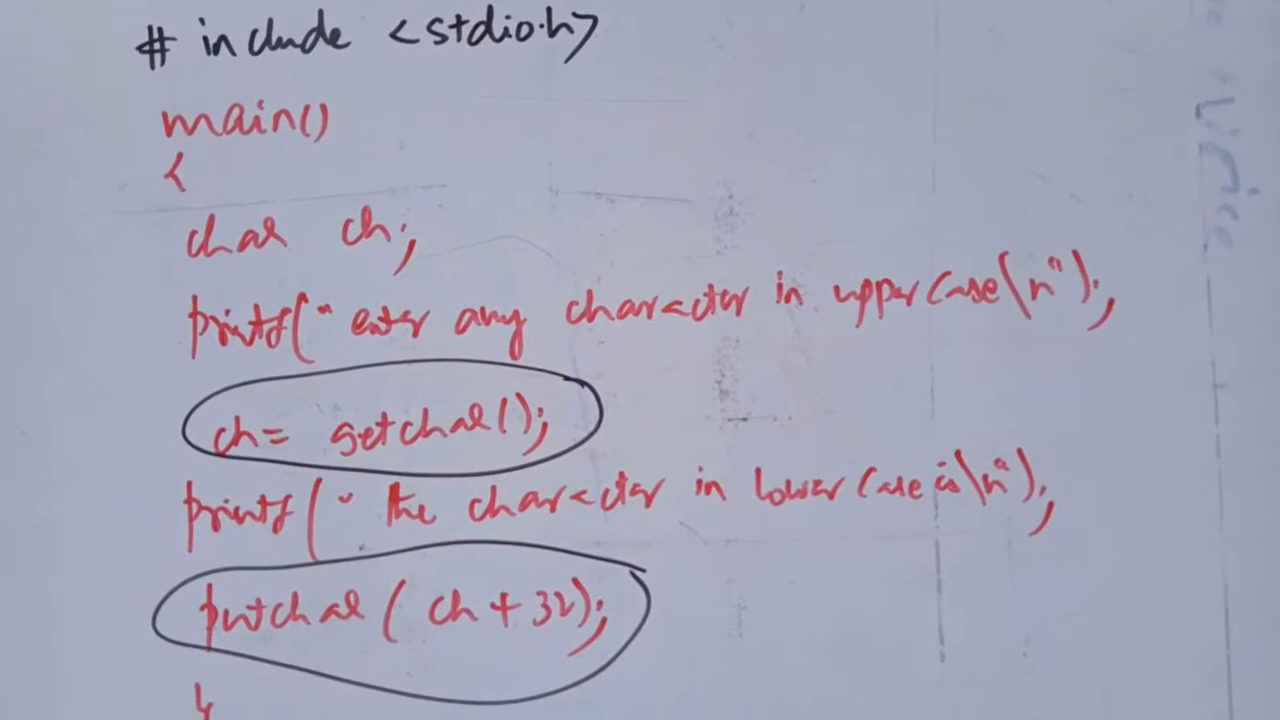 # include <stdio.h>
main()
{
char ch;
printf(" enter any character in uppercase\n");
ch= getchar();
printf(" the character in lower case is\n");
putchar( ch+32);
}